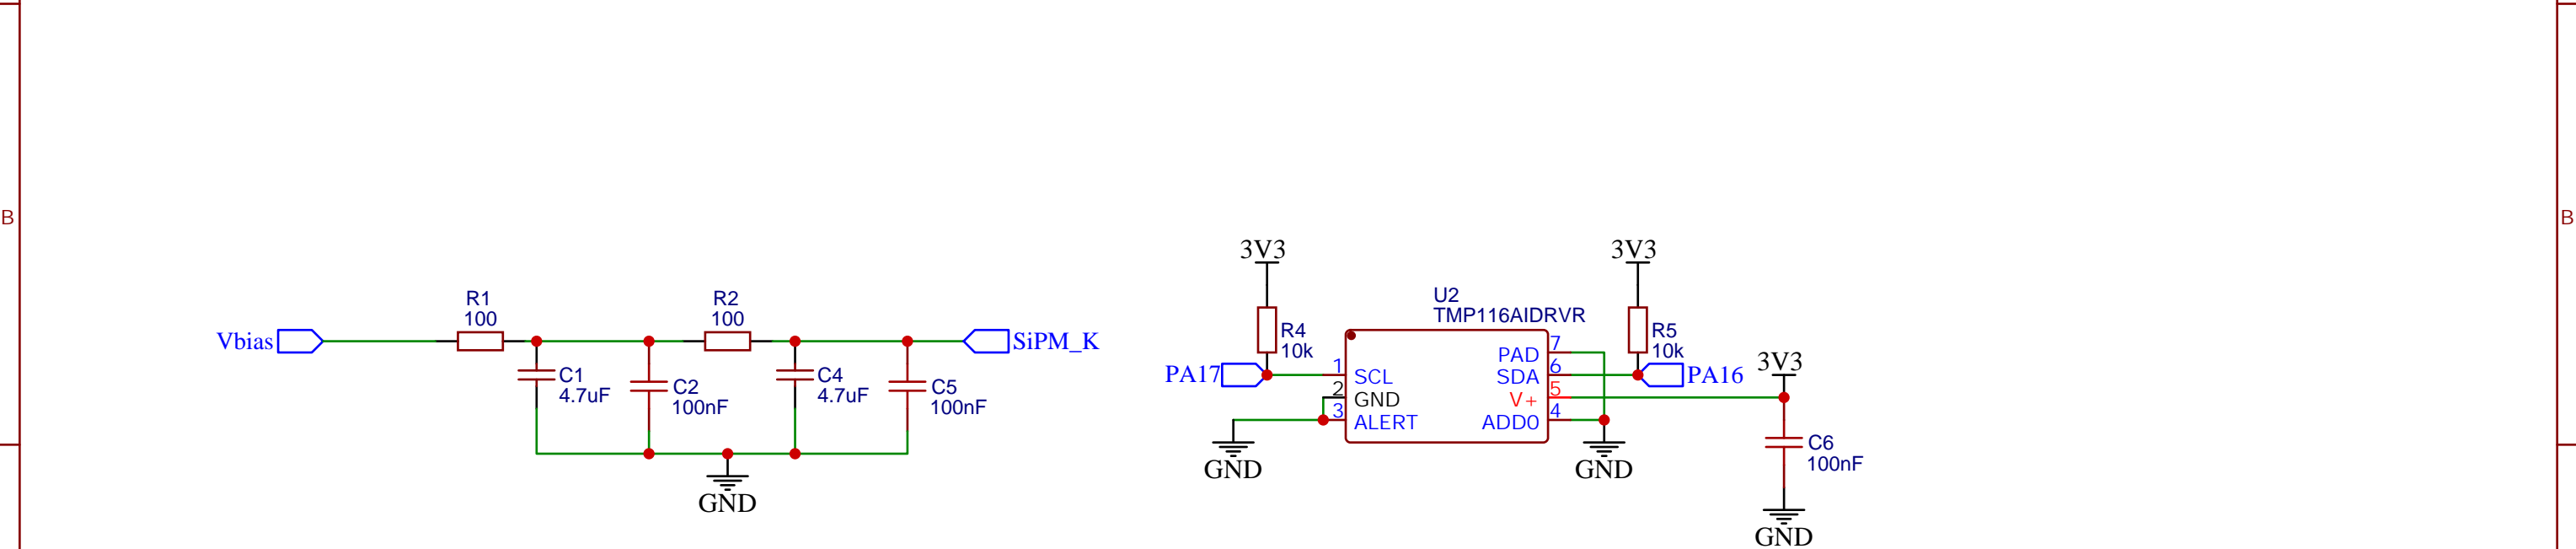 B
B
Vbias
R1
100
R2
100
SiPM_K
C1
4.7uF
C2
100nF
C4
4.7uF
C5
100nF
GND
3V3
3V3
R4
10k
U2
TMP116AIDRVR
R5
10k
PA17
1
SCL
2
GND
3
ALERT
PAD
7
SDA
6
V+
5
ADD0
4
PA16
3V3
GND
GND
C6
100nF
GND